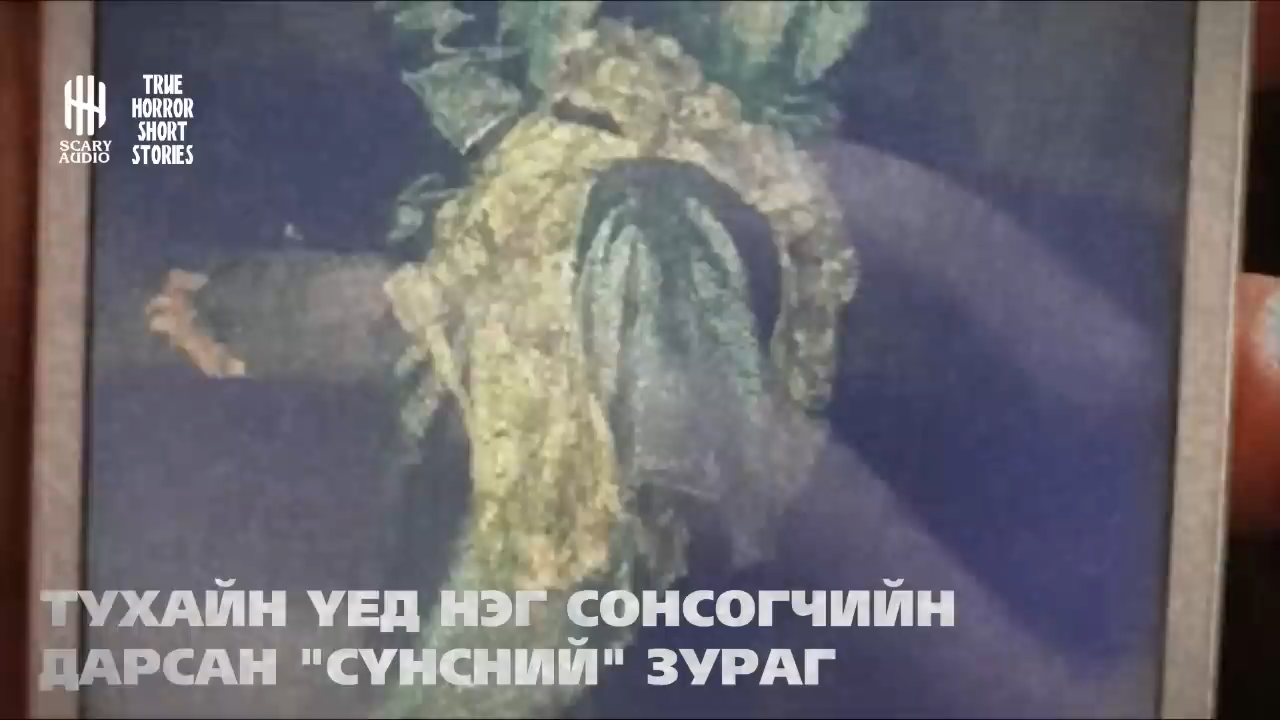 SCARY
AUDIO
TRUE
HORROR
SHORT
STORIES
ТУХАЙН ҮЕД НЭГ СОНСОГЧИЙН
ДАРСАН "СҮНСНИЙ" ЗУРАГ